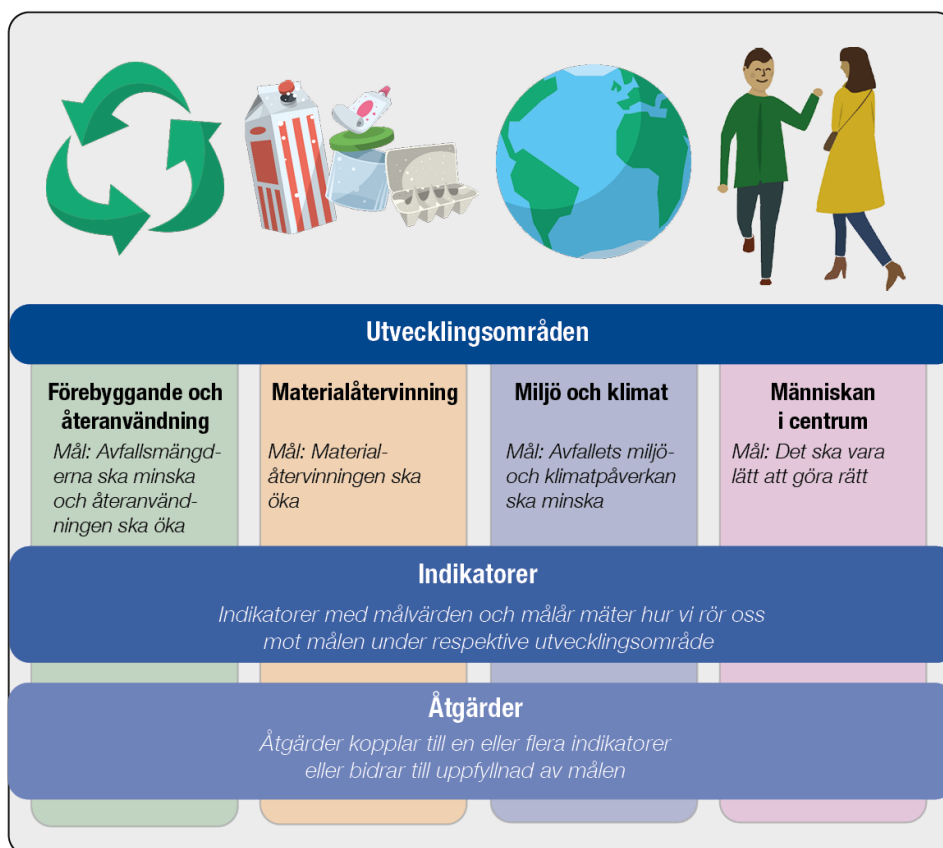 Utvecklingsområden
Förebyggande och
återanvändning
Mål: Avfallsmängd-
erna ska minska
och återanvänd-
ningen ska öka
Materialåtervinning
Mål: Material-
återvinningen ska
öka
Miljö och klimat
Mål: Avfallets miljö-
och klimatpåverkan
ska minska
Människan
i centrum
Mål: Det ska vara
lätt att göra rätt
Indikatorer
Indikatorer med målvärden och målår mäter hur vi rör oss
mot målen under respektive utvecklingsområde
Åtgärder
Åtgärder kopplar till en eller flera indikatorer
eller bidrar till uppfyllnad av målen